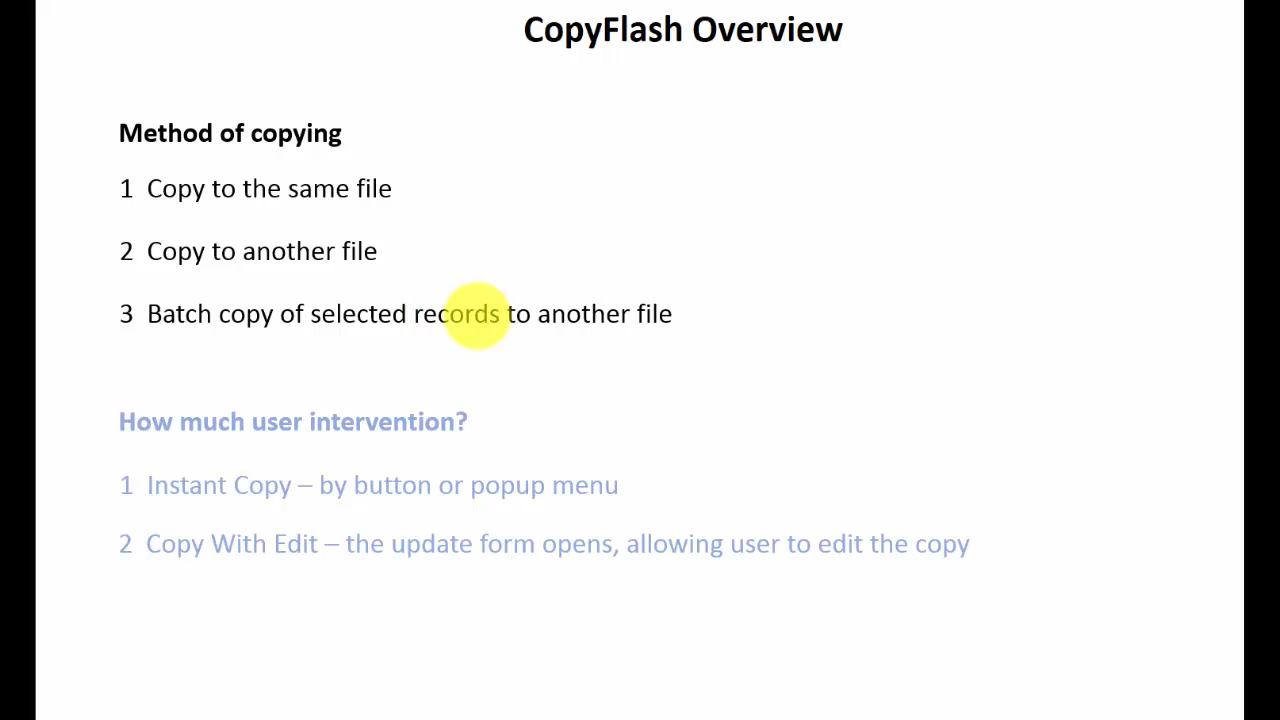 CopyFlash Overview
Method of copying
1 Copy to the same file
2 Copy to another file
3 Batch copy of selected records to another file
How much user intervention?
1 Instant Copy – by button or popup menu
2 Copy With Edit – the update form opens, allowing user to edit the copy